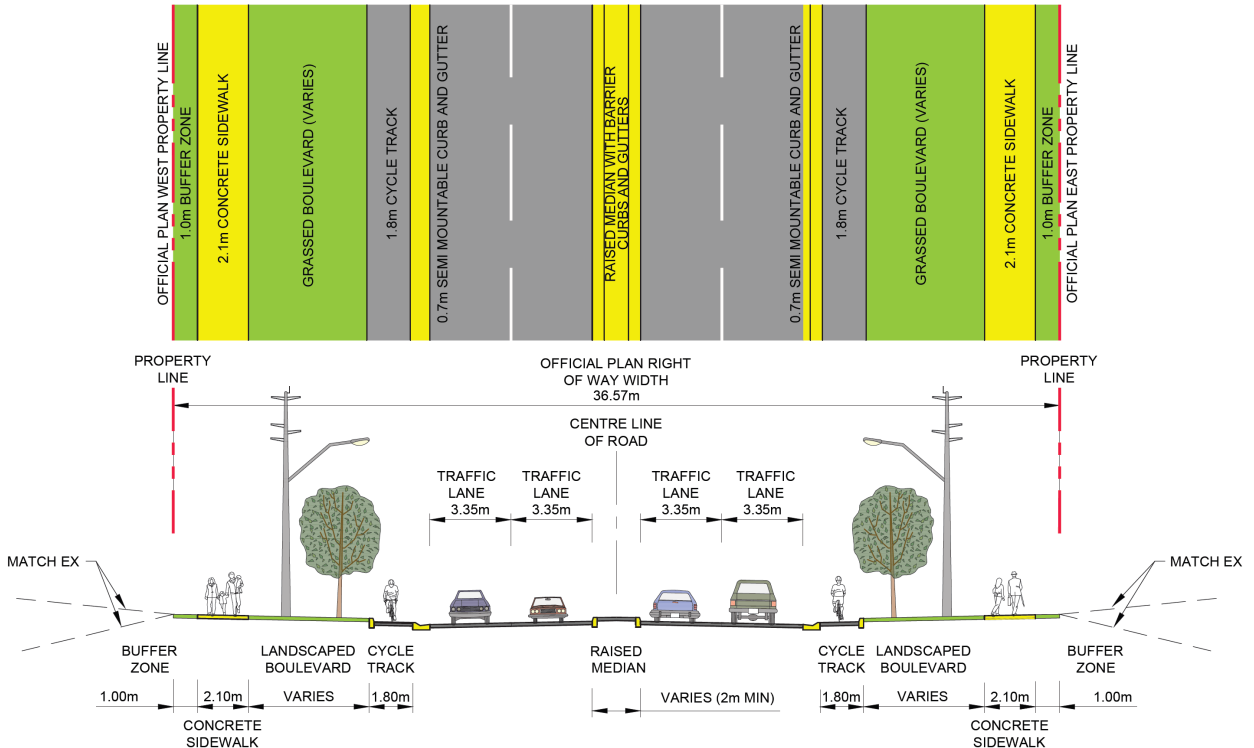 OFFICIAL PLAN WEST PROPERTY LINE
1.0m BUFFER ZONE
2.1m CONCRETE SIDEWALK
GRASSED BOULEVARD (VARIES)
1.8m CYCLE TRACK
0.7m SEMI MOUNTABLE CURB AND GUTTER
RAISED MEDIAN WITH BARRIER
CURBS AND GUTTERS
0.7m SEMI MOUNTABLE CURB AND GUTTER
1.8m CYCLE TRACK
GRASSED BOULEVARD (VARIES)
2.1m CONCRETE SIDEWALK
1.0m BUFFER ZONE
OFFICIAL PLAN EAST PROPERTY LINE
PROPERTY
LINE
OFFICIAL PLAN RIGHT
OF WAY WIDTH
36.57m
PROPERTY
LINE
CENTRE LINE
OF ROAD
TRAFFIC
LANE
3.35m
TRAFFIC
LANE
3.35m
TRAFFIC
LANE
3.35m
TRAFFIC
LANE
3.35m
MATCH EX
MATCH EX
BUFFER
ZONE
LANDSCAPED
BOULEVARD
CYCLE
TRACK
RAISED
MEDIAN
CYCLE
TRACK
LANDSCAPED
BOULEVARD
BUFFER
ZONE
1.00m
2.10m
VARIES
1.80m
VARIES (2m MIN)
1.80m
VARIES
2.10m
1.00m
CONCRETE
SIDEWALK
CONCRETE
SIDEWALK